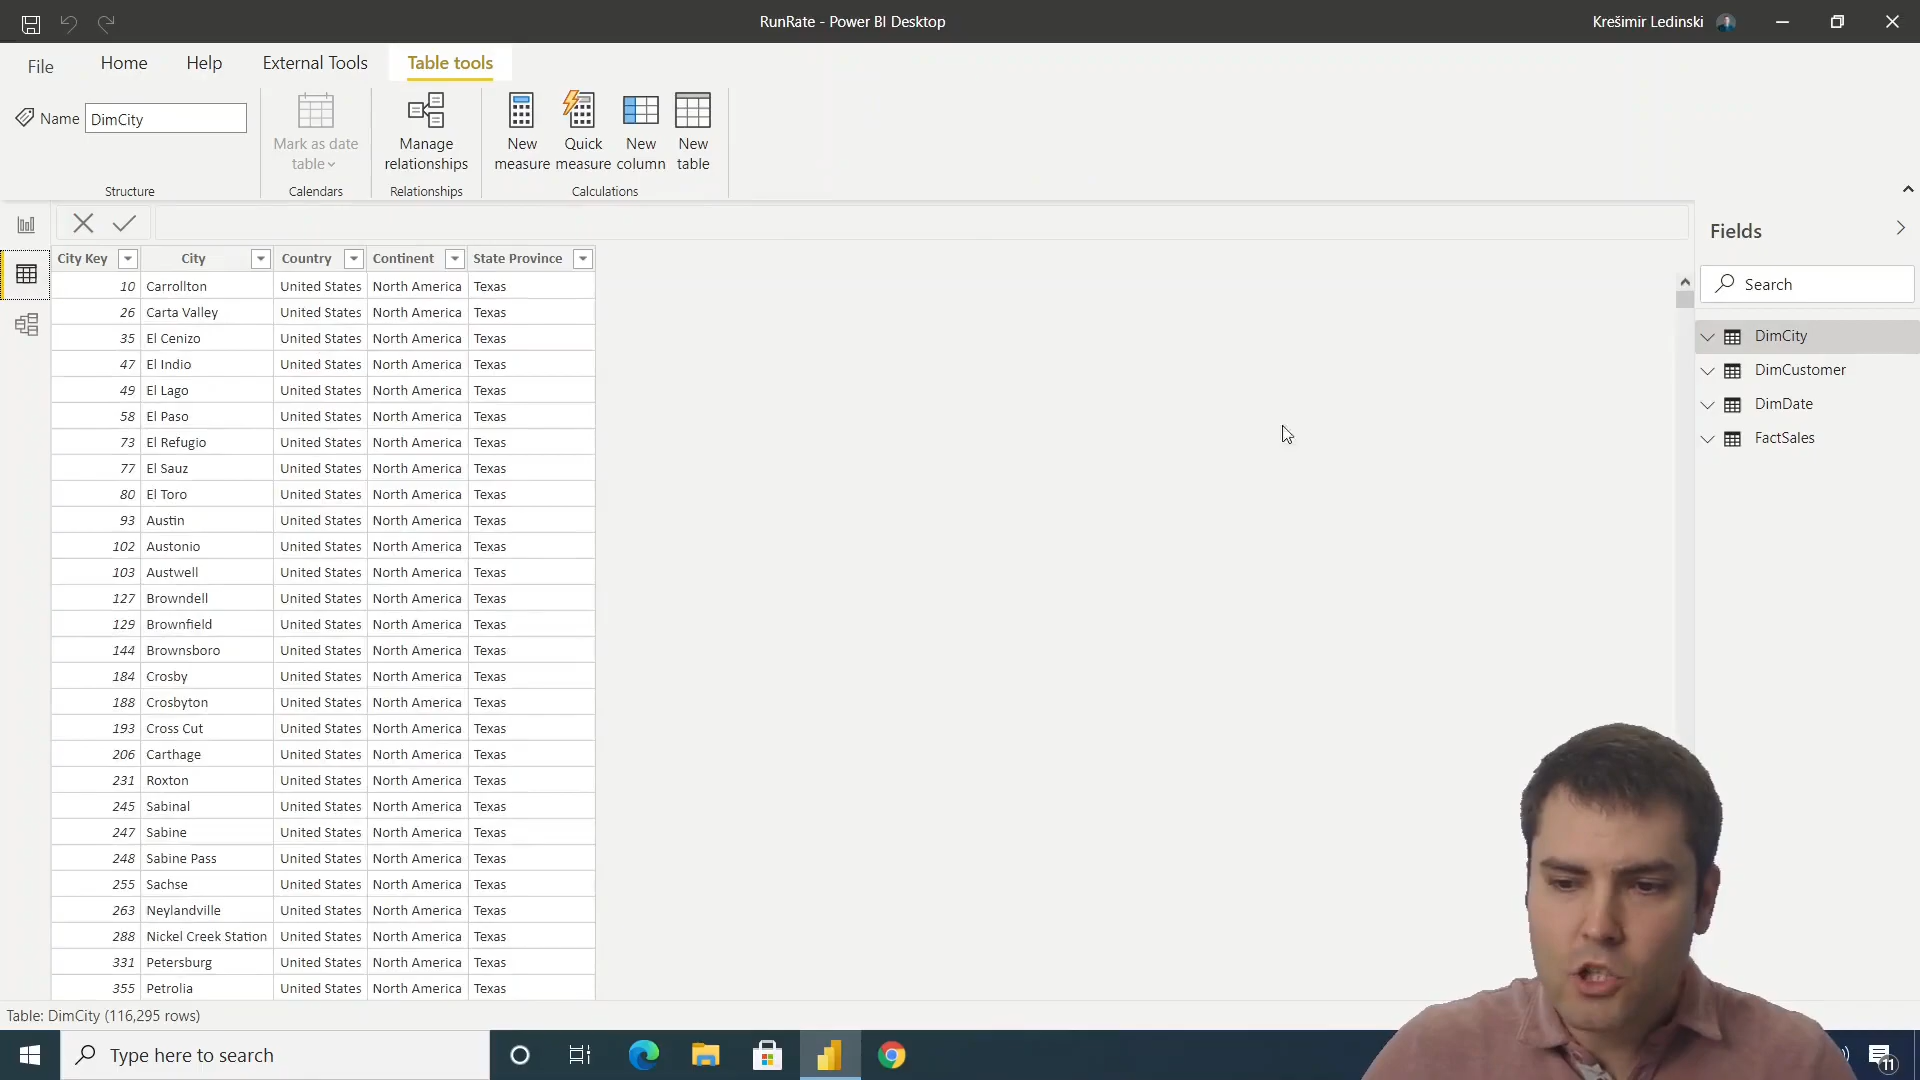 RunRate - Power BI Desktop
Krešimir Ledinski
File
Home
Help
External Tools
Table tools
Name
DimCity
Structure
Mark as date
table
Calendars
Manage
relationships
Relationships
New
measure
Quick
measure
New
column
New
table
Calculations
City Key City Country Continent State Province
10 Carrollton United States North America Texas
26 Carta Valley United States North America Texas
35 El Cenizo United States North America Texas
47 El Indio United States North America Texas
49 El Lago United States North America Texas
58 El Paso United States North America Texas
73 El Refugio United States North America Texas
77 El Sauz United States North America Texas
80 El Toro United States North America Texas
93 Austin United States North America Texas
102 Austonio United States North America Texas
103 Austwell United States North America Texas
127 Browndell United States North America Texas
129 Brownfield United States North America Texas
144 Brownsboro United States North America Texas
184 Crosby United States North America Texas
188 Crosbyton United States North America Texas
193 Cross Cut United States North America Texas
206 Carthage United States North America Texas
231 Roxton United States North America Texas
245 Sabinal United States North America Texas
247 Sabine United States North America Texas
248 Sabine Pass United States North America Texas
255 Sachse United States North America Texas
263 Neylandville United States North America Texas
288 Nickel Creek Station United States North America Texas
331 Petersburg United States North America Texas
355 Petrolia United States North America Texas
Fields
Search
DimCity
DimCustomer
DimDate
FactSales
Table: DimCity (116,295 rows)
Type here to search
11